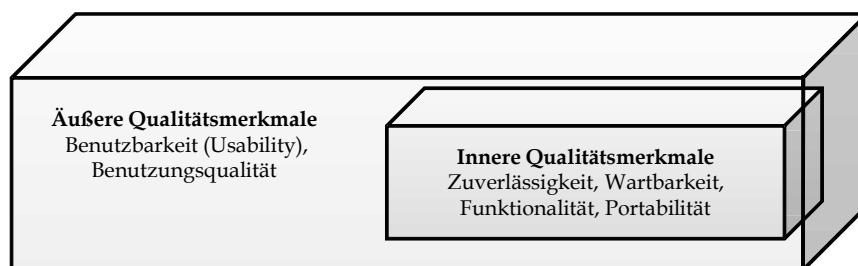 Äußere Qualitätsmerkmale
Benutzbarkeit (Usability),
Benutzungsqualität
Innere Qualitätsmerkmale
Zuverlässigkeit, Wartbarkeit,
Funktionalität, Portabilität